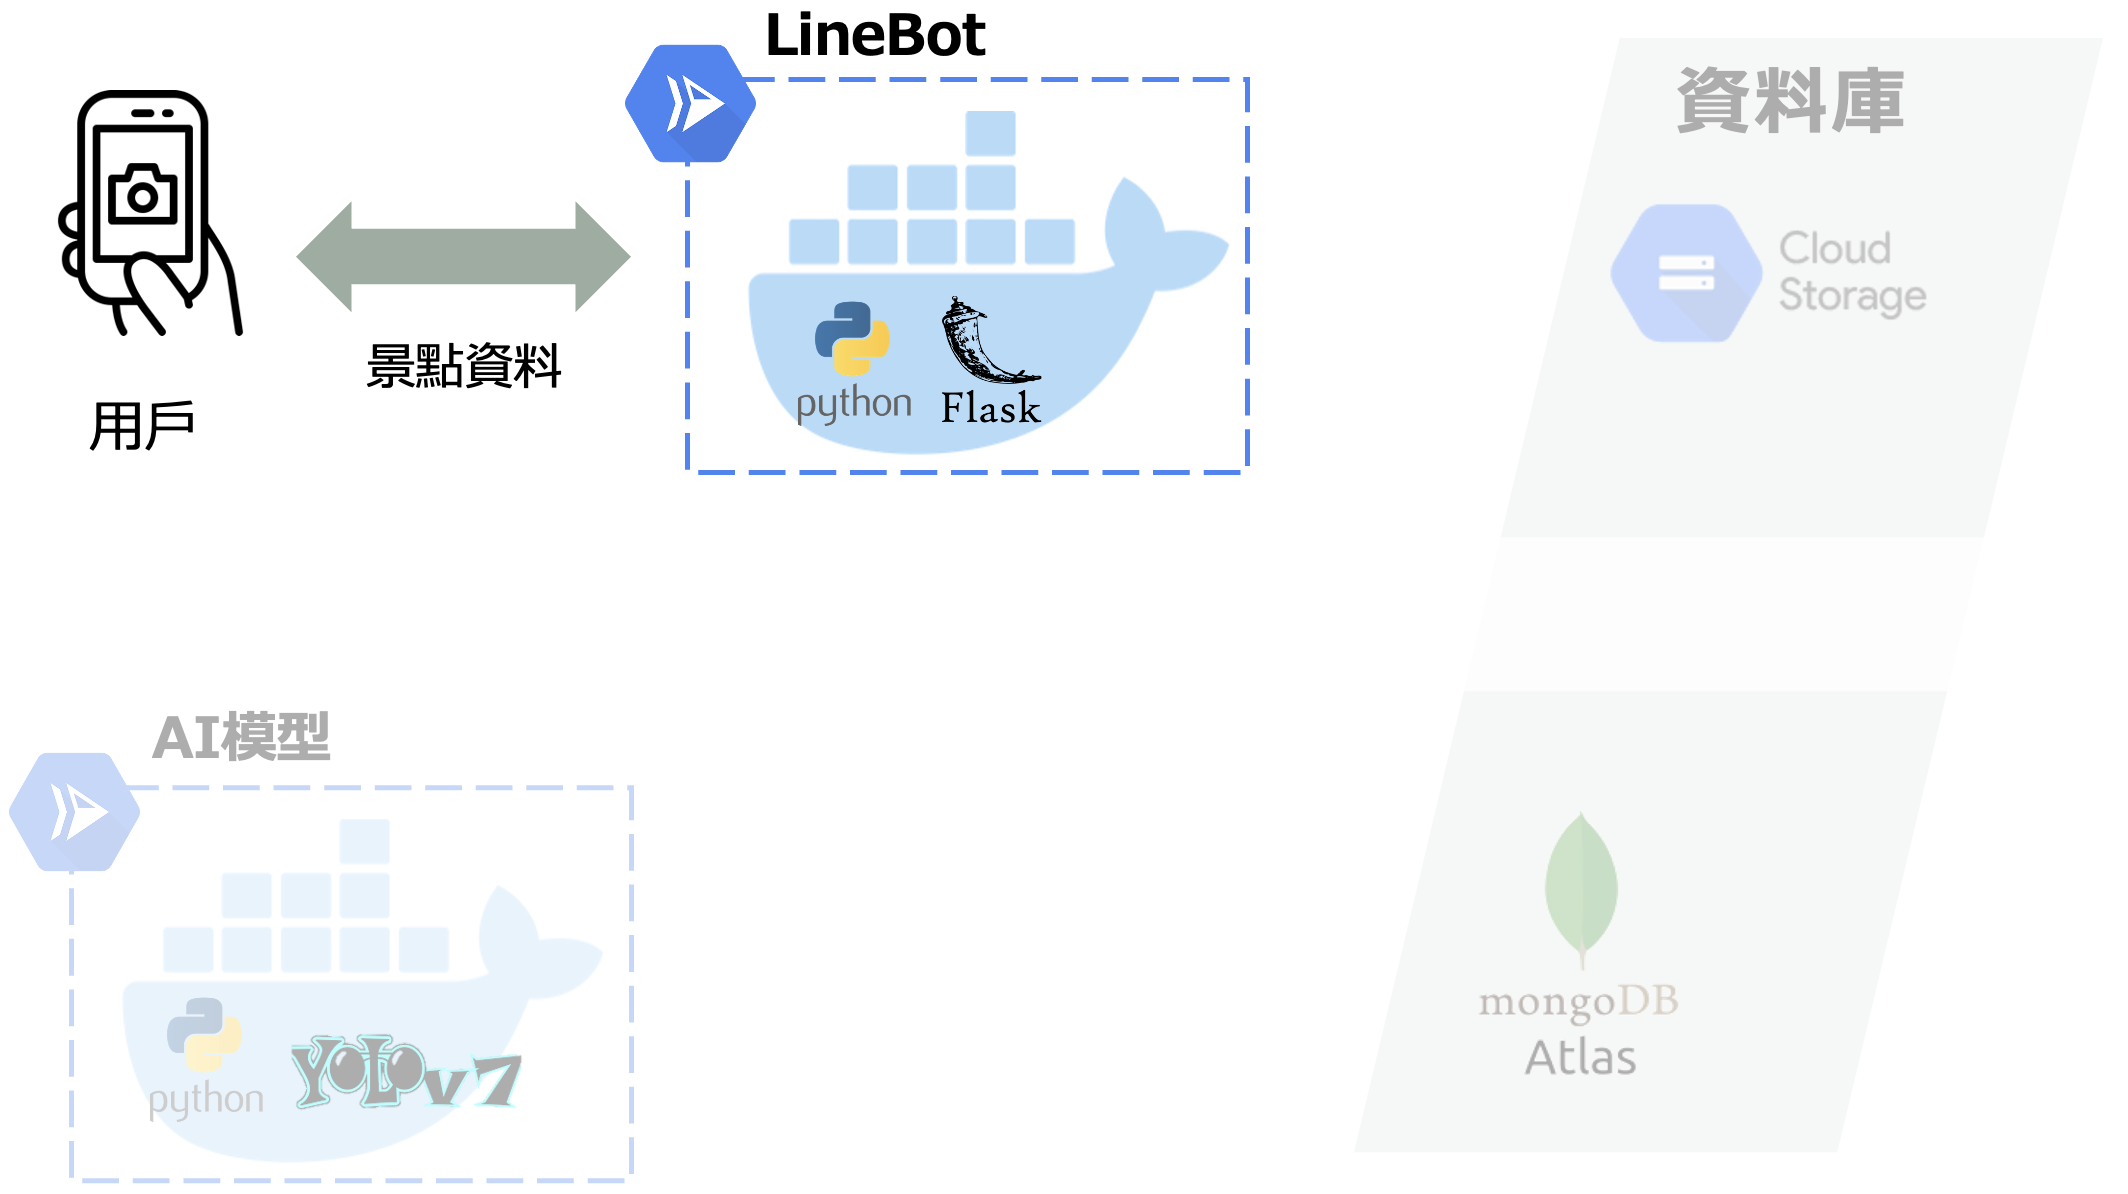 LineBot
資料庫
Cloud
Storage
景點資料
用戶
python
Flask
AI模型
python
YOLOv7
mongoDB
Atlas